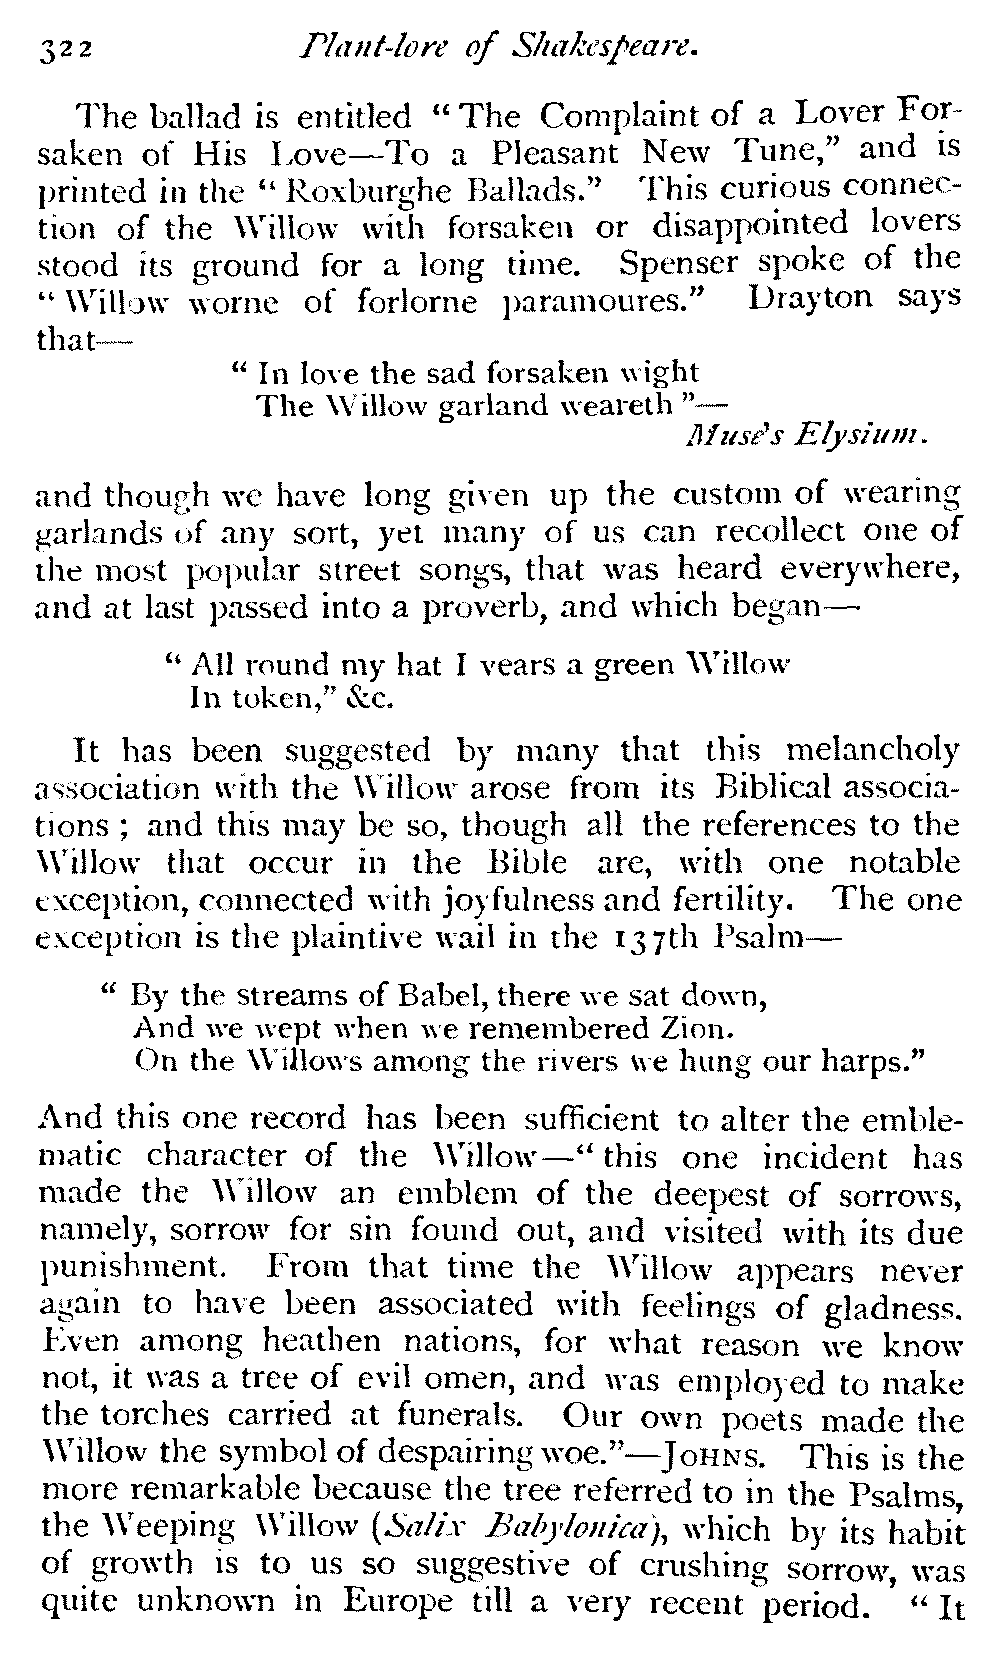 322 Plant-lore of Shakespeare.
The ballad is entitled “ The Complaint of a Lover For-
saken of His Love—To a Pleasant New Tune,” and is
printed in the “ Roxburghe Ballads.” This curious connec-
tion of the Willow with forsaken or disappointed lovers
stood its ground for a long time. Spenser spoke of the
“ Willow worne of forlorne paramoures.” Drayton says
that—
“ In love the sad forsaken wight
The Willow garland weareth ”—
Muse's Elysium.
and though we have long given up the custom of wearing
garlands of any sort, yet many of us can recollect one of
the most popular street songs, that was heard everywhere,
and at last passed into a proverb, and which began—
“ All round my hat I vears a green Willow
In token,” &c.
It has been suggested by many that this melancholy
association with the Willow arose from its Biblical associa-
tions ; and this may be so, though all the references to the
Willow that occur in the Bible are, with one notable
exception, connected with joyfulness and fertility. The one
exception is the plaintive wail in the 137th Psalm—
“ By the streams of Babel, there we sat down,
And we wept when we remembered Zion.
On the Willows among the rivers we hung our harps.”
And this one record has been sufficient to alter the emble-
matic character of the Willow—“ this one incident has
made the Willow an emblem of the deepest of sorrows,
namely, sorrow for sin found out, and visited with its due
punishment. From that time the Willow appears never
again to have been associated with feelings of gladness.
Even among heathen nations, for what reason we know
not, it was a tree of evil omen, and was employed to make
the torches carried at funerals. Our own poets made the
Willow the symbol of despairing woe.”—JOHNS. This is the
more remarkable because the tree referred to in the Psalms,
the Weeping Willow (Salix Babylonica), which by its habit
of growth is to us so suggestive of crushing sorrow, was
quite unknown in Europe till a very recent period. “ It